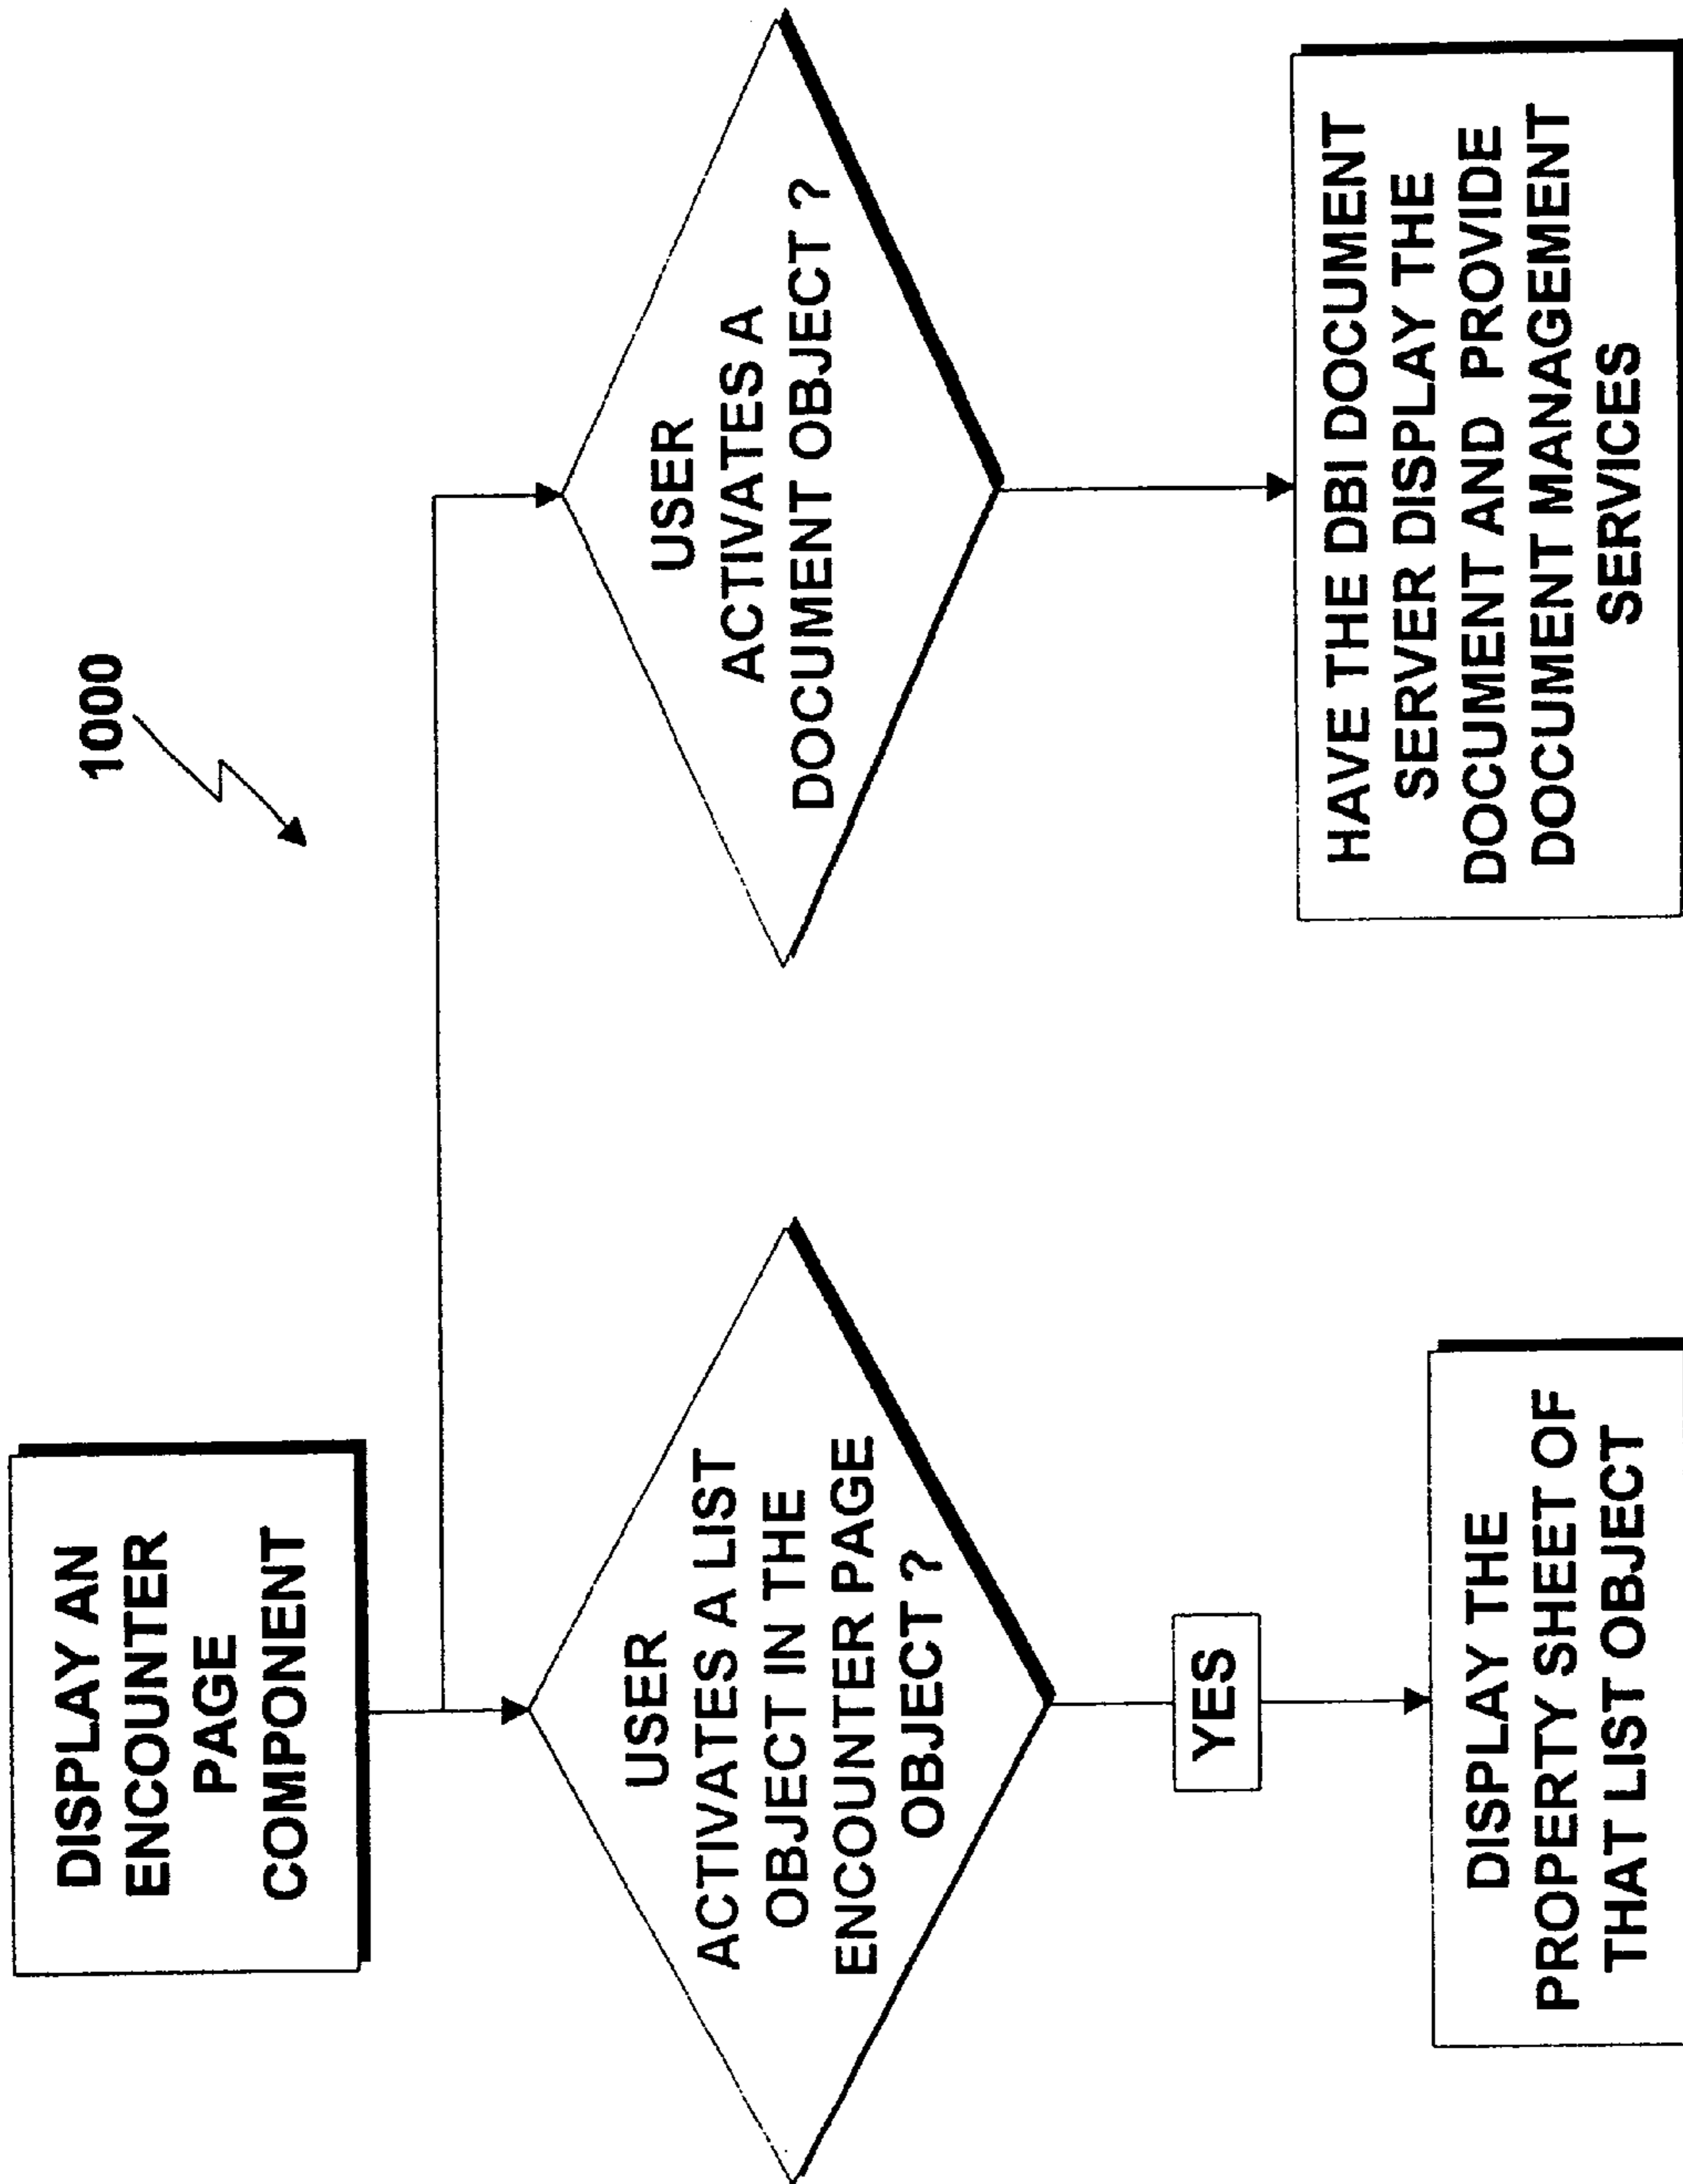 1000
DISPLAY AN
ENCOUNTER
PAGE
COMPONENT
USER
ACTIVATES A LIST
OBJECT IN THE
ENCOUNTER PAGE
OBJECT ?
YES
DISPLAY THE
PROPERTY SHEET OF
THAT LIST OBJECT
USER
ACTIVATES A
DOCUMENT OBJECT ?
HAVE THE DBI DOCUMENT
SERVER DISPLAY THE
DOCUMENT AND PROVIDE
DOCUMENT MANAGEMENT
SERVICES